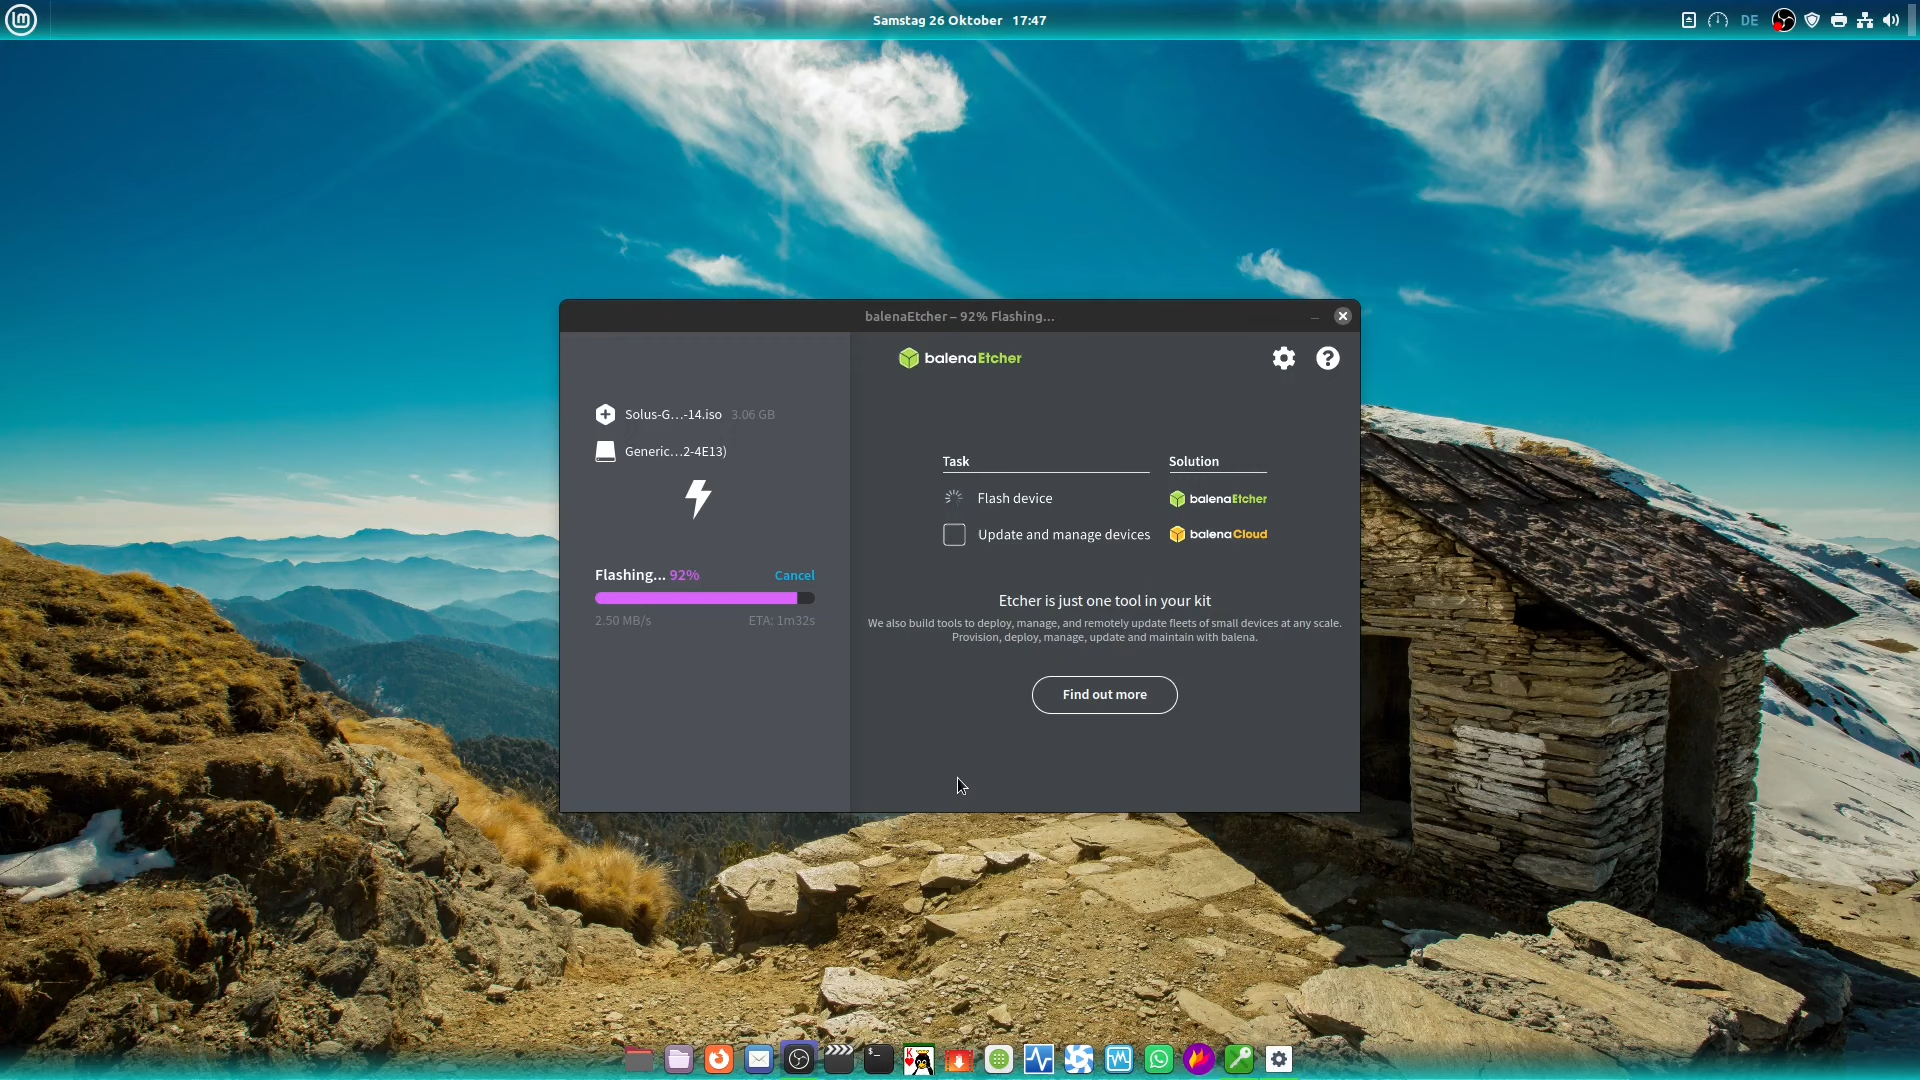 Samstag 26 Oktober 17:47
DE
balenaEtcher – 92% Flashing...
balenaEtcher
Solus-G...-14.iso 3.06 GB
Generic...2-4E13)
Flashing... 92% Cancel
2.50 MB/s ETA: 1m32s
Task Solution
Flash device balenaEtcher
Update and manage devices balenaCloud
Etcher is just one tool in your kit
We also build tools to deploy, manage, and remotely update fleets of small devices at any scale.
Provision, deploy, manage, update and maintain with balena.
Find out more